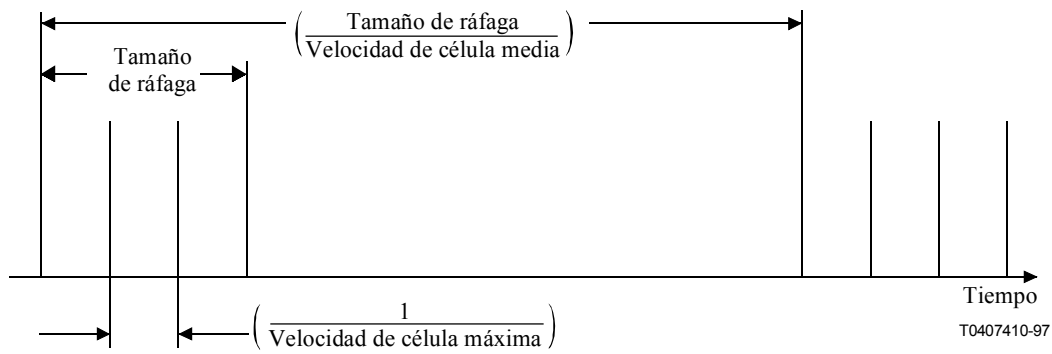 Tamaño de ráfaga
Velocidad de célula media
Tamaño
de ráfaga
Tiempo
1
Velocidad de célula máxima
T0407410-97